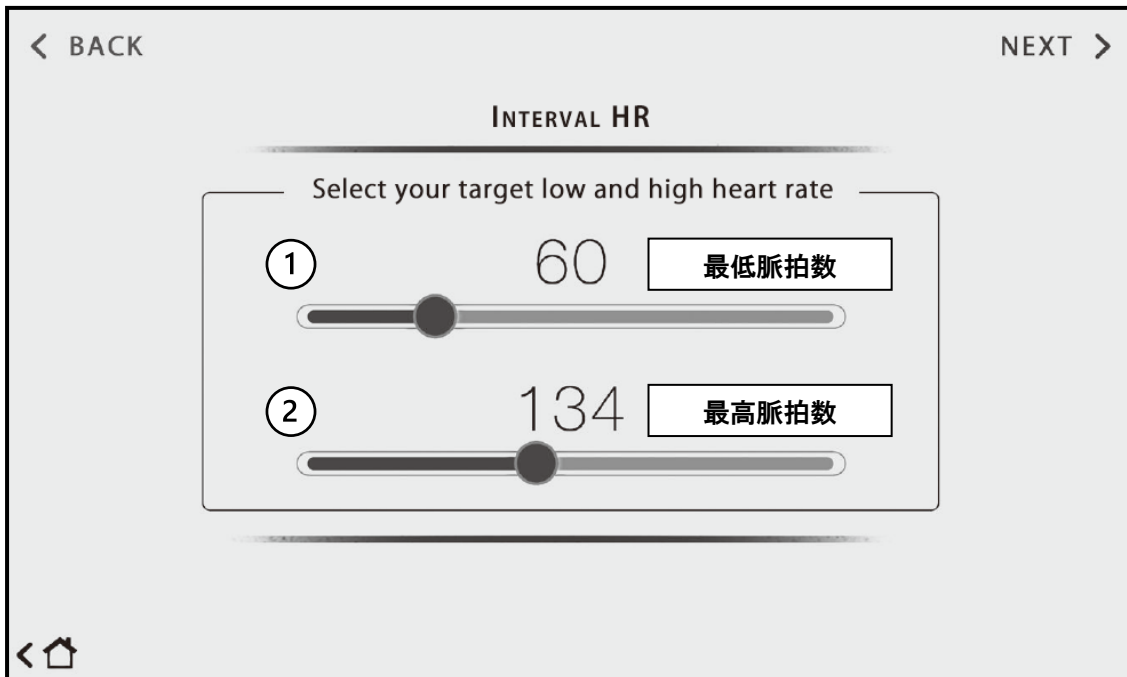 BACK
NEXT
INTERVAL HR
Select your target low and high heart rate
1 60 最低脈拍数
2 134 最高脈拍数